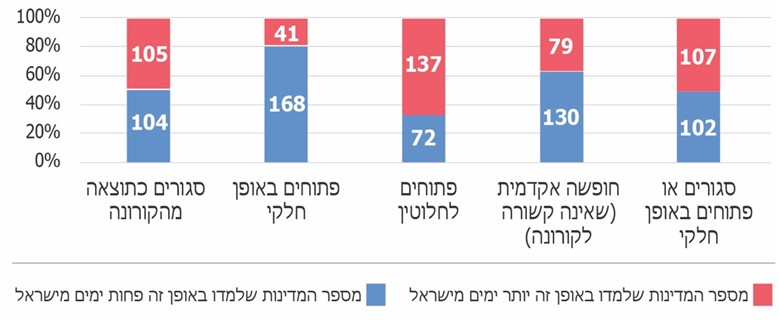 100%
80%
60%
40%
20%
0%
105
104
41
168
137
72
79
130
107
102
סגורים כתוצאה
מהקורונה
פתוחים באופן
חלקי
פתוחים
לחלוטין
חופשה אקדמית
(שאינה קשורה
לקורונה)
סגורים או
פתוחים באופן
חלקי
מספר המדינות שלמדו באופן זה יותר ימים מישראל
מספר המדינות שלמדו באופן זה פחות ימים מישראל